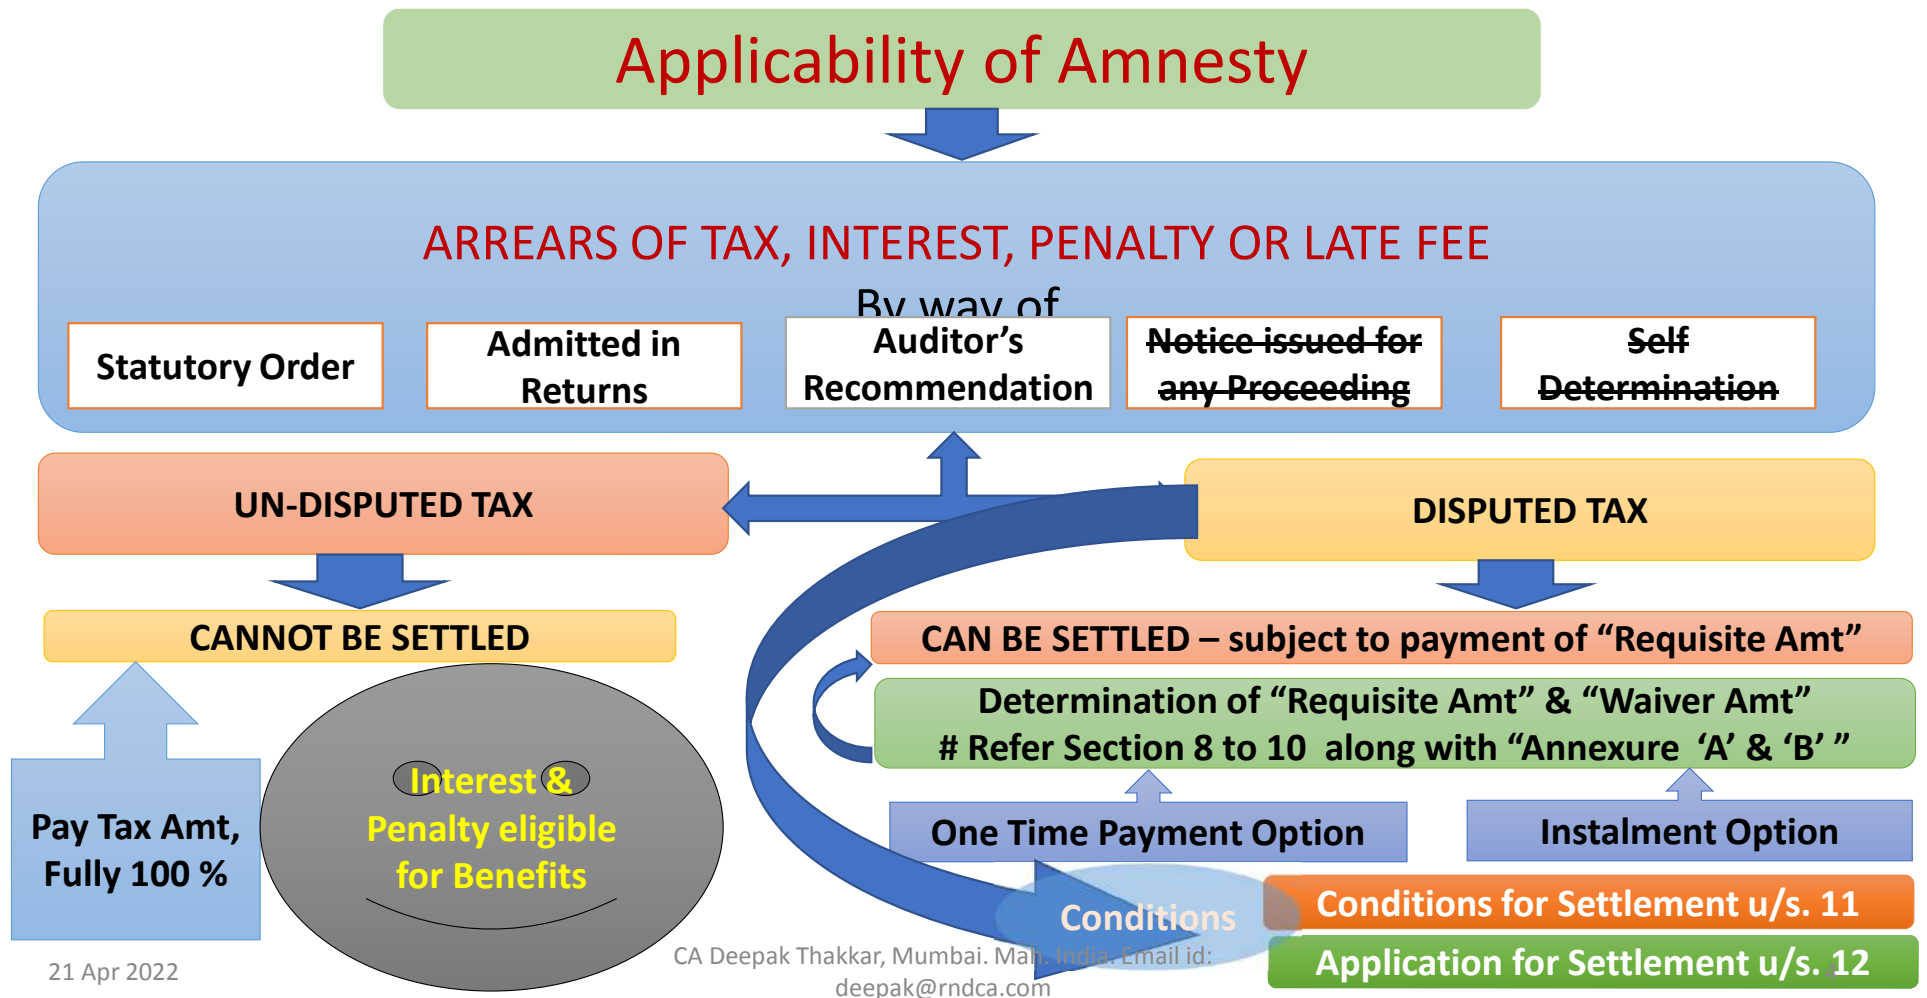 Applicability of Amnesty
ARREARS OF TAX, INTEREST, PENALTY OR LATE FEE
By way of
Statutory Order
Admitted in
Returns
Auditor's
Recommendation
Notice issued for
any Proceeding
Self
Determination
UN-DISPUTED TAX
DISPUTED TAX
CANNOT BE SETTLED
CAN BE SETTLED – subject to payment of “Requisite Amt”
Determination of “Requisite Amt” & “Waiver Amt”
# Refer Section 8 to 10 along with “Annexure ‘A’ & ‘B’ ”
Pay Tax Amt,
Fully 100 %
Interest &
Penalty eligible
for Benefits
One Time Payment Option
Instalment Option
Conditions
Conditions for Settlement u/s. 11
Application for Settlement u/s. 12
21 Apr 2022
CA Deepak Thakkar, Mumbai. Mah. India. Email id:
deepak@rndca.com